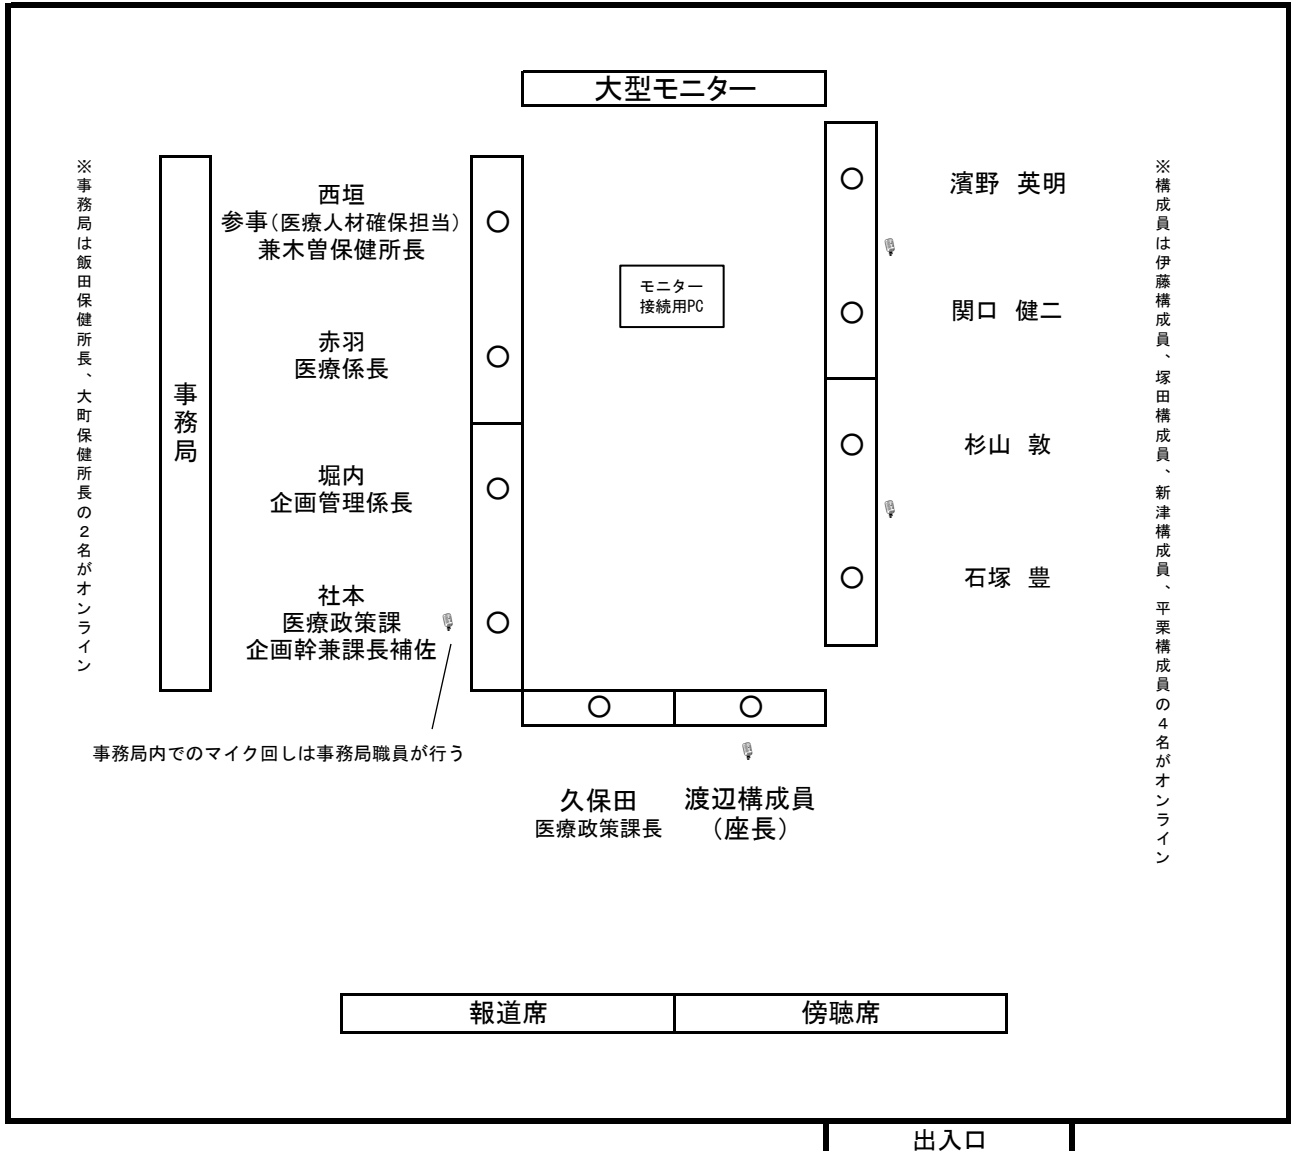 大型モニター
※事務局は飯田保健所長、大町保健所長の２名がオンライン
事務局
西垣
参事(医療人材確保担当)
兼木曽保健所長
赤羽
医療係長
堀内
企画管理係長
社本
医療政策課
企画幹兼課長補佐
モニター
接続用PC
濱野 英明
関口 健二
杉山 敦
石塚 豊
※構成員は伊藤構成員、塚田構成員、新津構成員、平栗構成員の４名がオンライン
事務局内でのマイク回しは事務局職員が行う
久保田
医療政策課長
渡辺構成員
(座長)
報道席
傍聴席
出入口